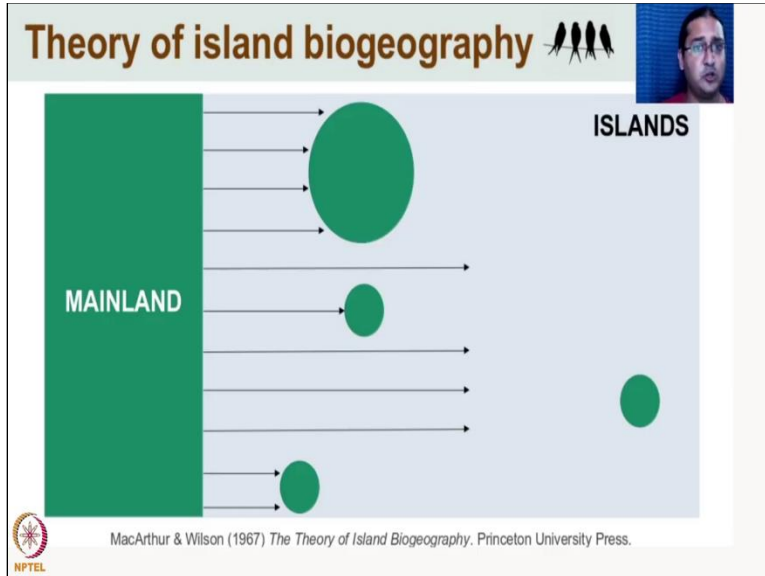 Theory of island biogeography
ISLANDS
MAINLAND
MacArthur & Wilson (1967) The Theory of Island Biogeography. Princeton University Press.
NPTEL